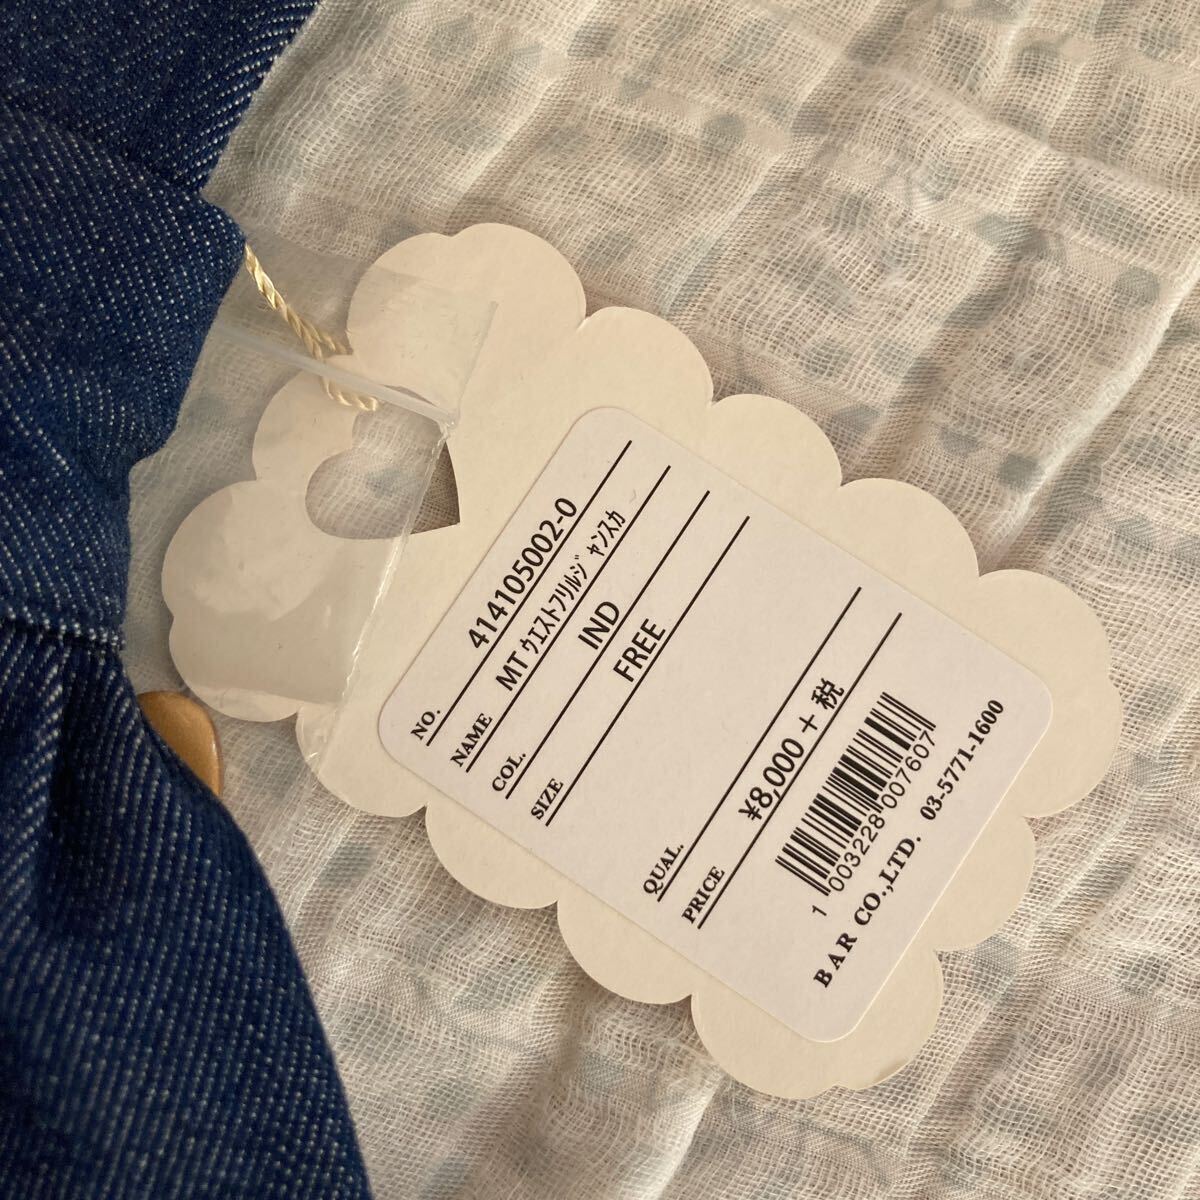 NO. 414105002-0
NAME MT ウエストフリルジャンスカ
COL. IND
SIZE FREE
QUAL.
PRICE ¥8,000 + 税
1 003228 007607
BAR CO.,LTD. 03-5771-1600